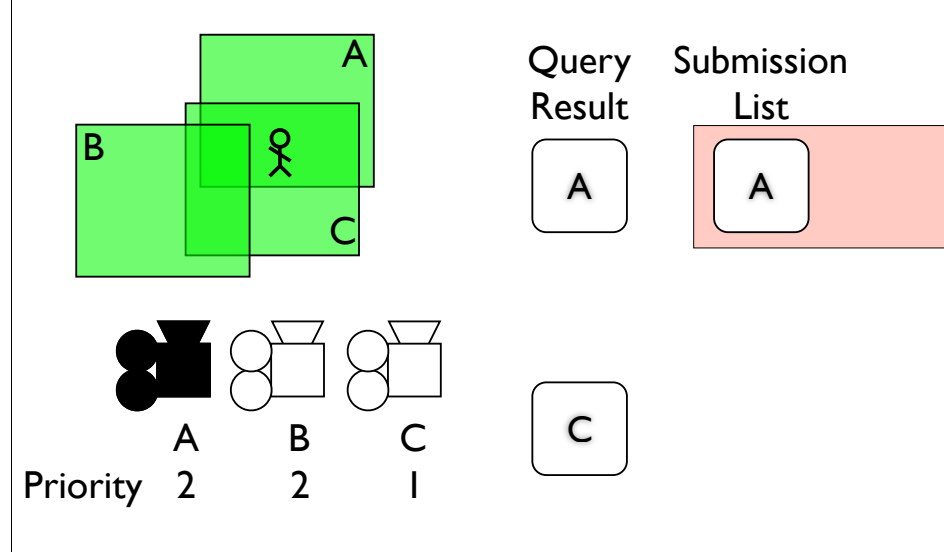 A
B
C
Query Result
Submission List
A
A
C
A B C
Priority 2 2 1